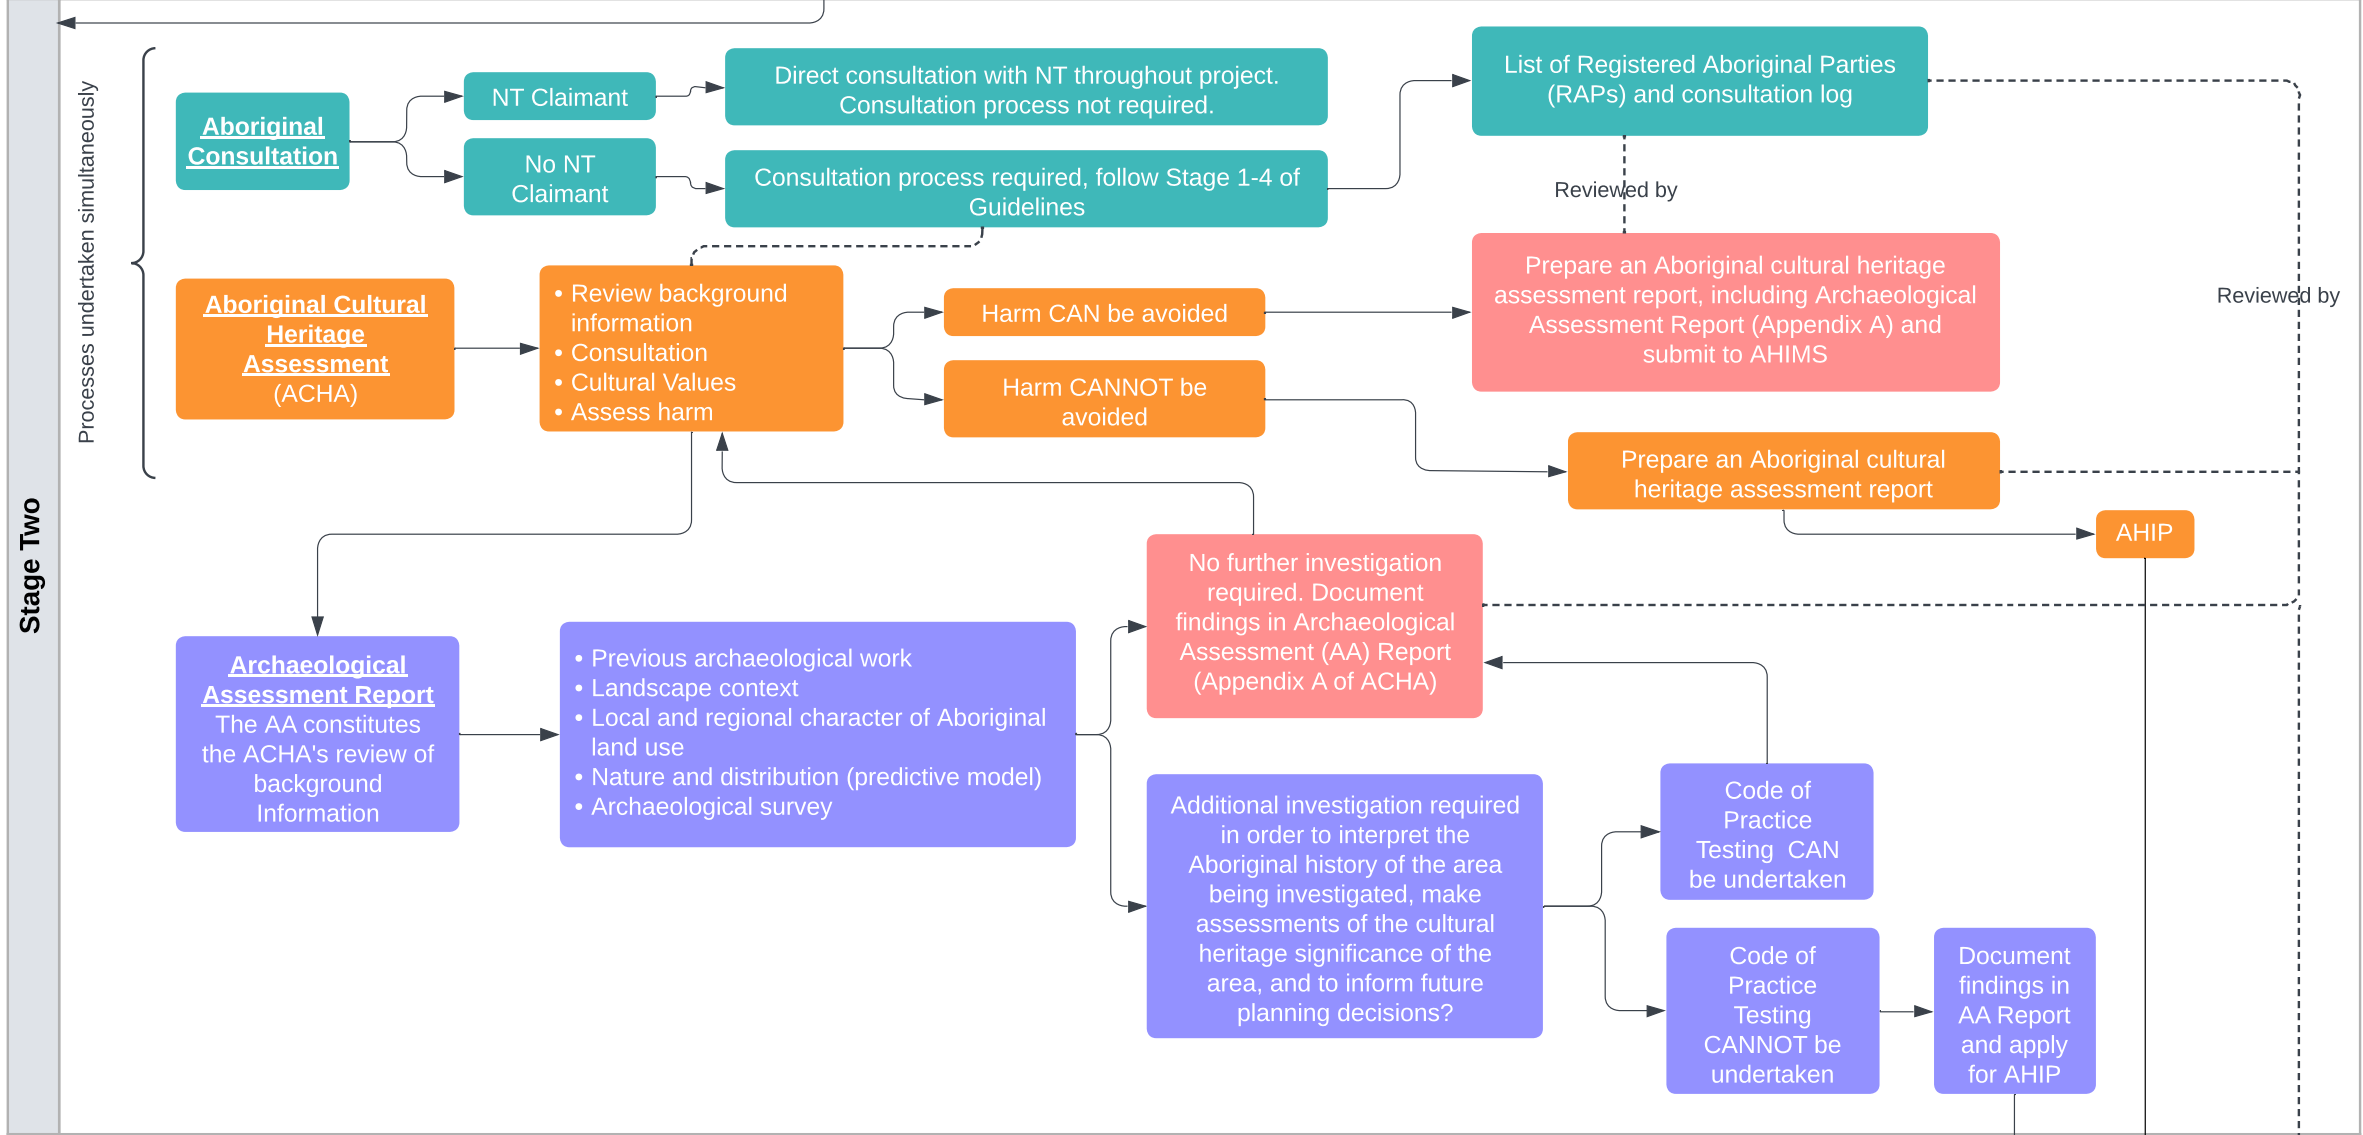 Stage Two
Processes undertaken simultaneously
Aboriginal
Consultation
NT Claimant
No NT
Claimant
Direct consultation with NT throughout project.
Consultation process not required.
Consultation process required, follow Stage 1-4 of
Guidelines
List of Registered Aboriginal Parties
(RAPs) and consultation log
Reviewed by
Reviewed by
Aboriginal Cultural
Heritage
Assessment
(ACHA)
• Review background
information
• Consultation
• Cultural Values
• Assess harm
Harm CAN be avoided
Harm CANNOT be
avoided
Prepare an Aboriginal cultural heritage
assessment report, including Archaeological
Assessment Report (Appendix A) and
submit to AHIMS
Prepare an Aboriginal cultural
heritage assessment report
AHIP
Archaeological
Assessment Report
The AA constitutes
the ACHA's review of
background
Information
• Previous archaeological work
• Landscape context
• Local and regional character of Aboriginal
land use
• Nature and distribution (predictive model)
• Archaeological survey
No further investigation
required. Document
findings in Archaeological
Assessment (AA) Report
(Appendix A of ACHA)
Additional investigation required
in order to interpret the
Aboriginal history of the area
being investigated, make
assessments of the cultural
heritage significance of the
area, and to inform future
planning decisions?
Code of
Practice
Testing  CAN
be undertaken
Code of
Practice
Testing
CANNOT be
undertaken
Document
findings in
AA Report
and apply
for AHIP